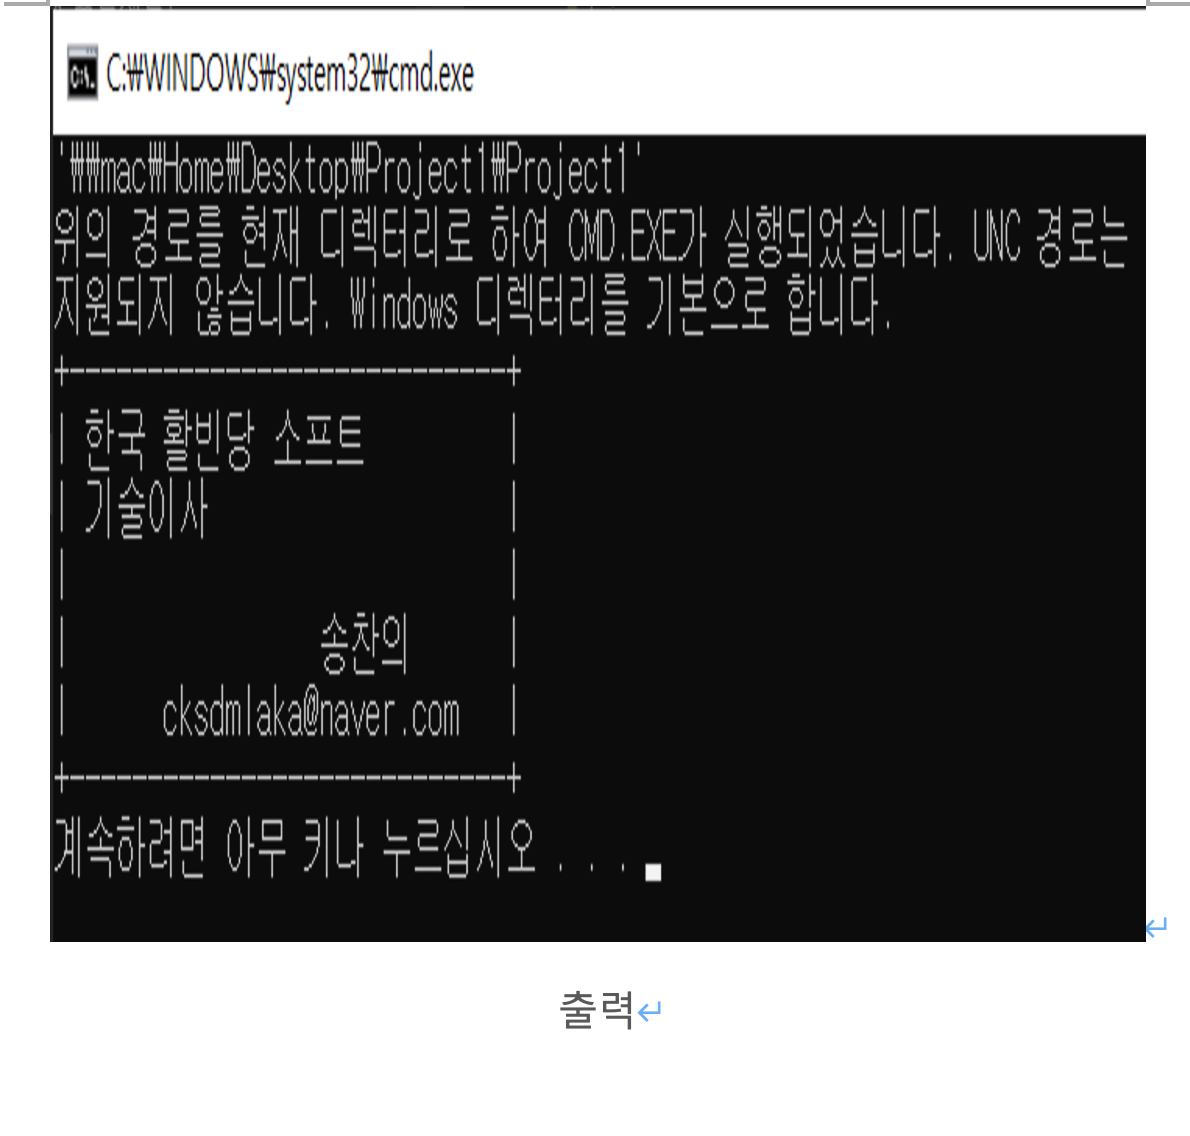 C:₩WINDOWS₩system32₩cmd.exe
'₩₩mac₩Home₩Desktop₩Project1₩Project1'
위의 경로를 현재 디렉터리로 하여 CMD.EXE가 실행되었습니다. UNC 경로는
지원되지 않습니다. Windows 디렉터리를 기본으로 합니다.
+----------------------------+
| 한국 활빈당 소프트 |
| 기술이사 |
| |
| 송찬의 |
| cksdmlaka@naver.com |
+----------------------------+
계속하려면 아무 키나 누르십시오 . . .
출력